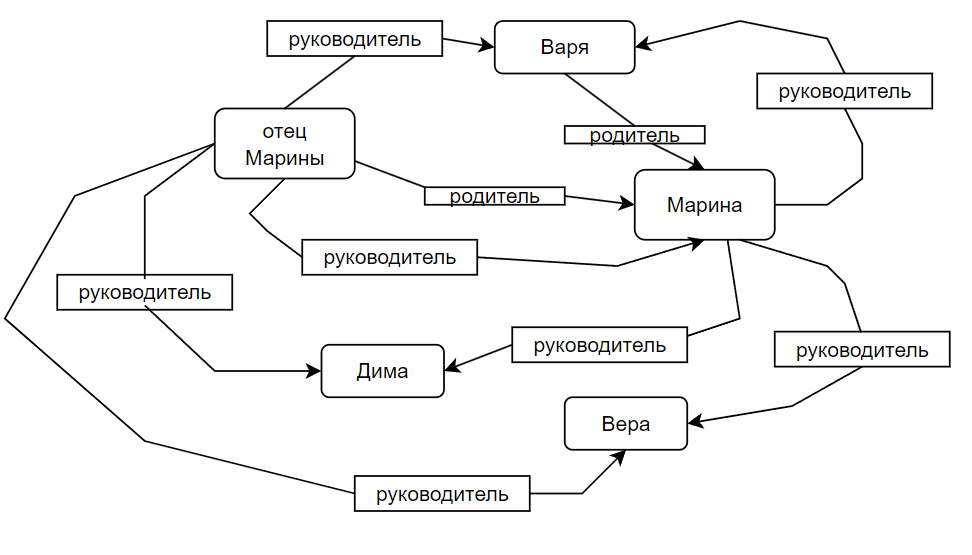 руководитель
Варя
руководитель
отец
Марины
родитель
родитель
Марина
руководитель
руководитель
руководитель
руководитель
Дима
Вера
руководитель